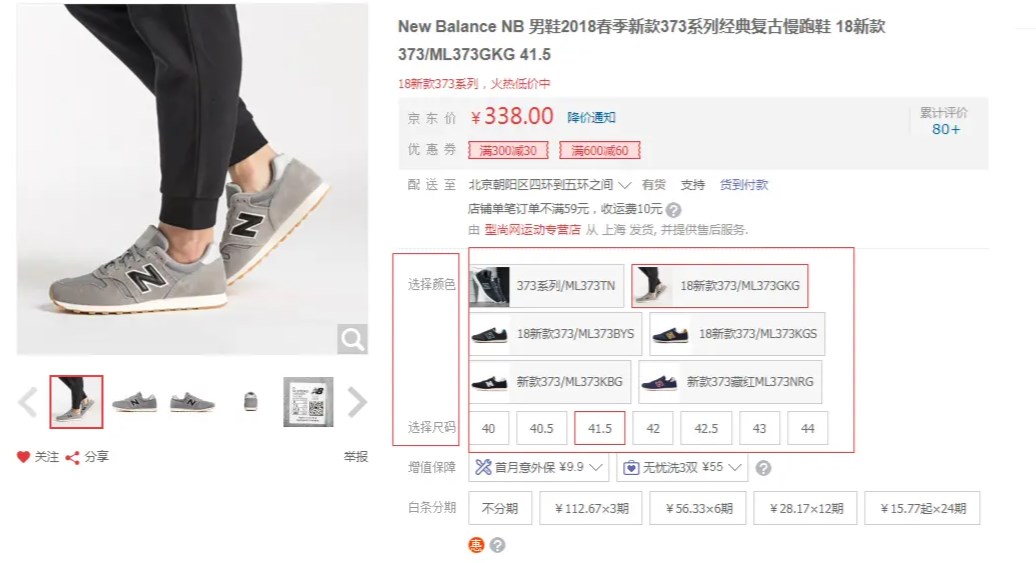 New Balance NB 男鞋2018春季新款373系列经典复古慢跑鞋 18新款
373/ML373GKG 41.5
18新款373系列，火热低价中
京东价 ￥338.00 降价通知
累计评价
80+
优惠券 满300减30 满600减60
配送至 北京朝阳区四环到五环之间 有货 支持 货到付款
店铺单笔订单不满59元，收运费10元 ?
由 型尚网运动专营店 从 上海 发货, 并提供售后服务.
选择颜色 373系列/ML373TN 18新款373/ML373GKG
18新款373/ML373BYS 18新款373/ML373KGS
新款373/ML373KBG 新款373藏红ML373NRG
选择尺码 40 40.5 41.5 42 42.5 43 44
关注 分享 举报
增值保障 首月意外保 ¥9.9 无忧洗3双 ¥55 ?
白条分期 不分期 ￥112.67×3期 ￥56.33×6期 ￥28.17×12期 ￥15.77起×24期
惠 ?